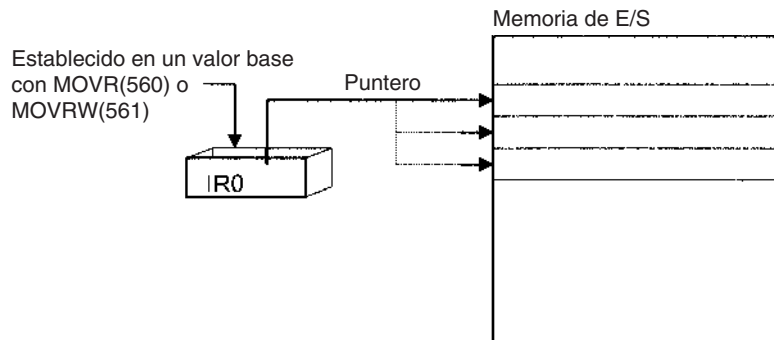 Memoria de E/S
Establecido en un valor base
con MOVR(560) o
MOVRW(561)
Puntero
IR0